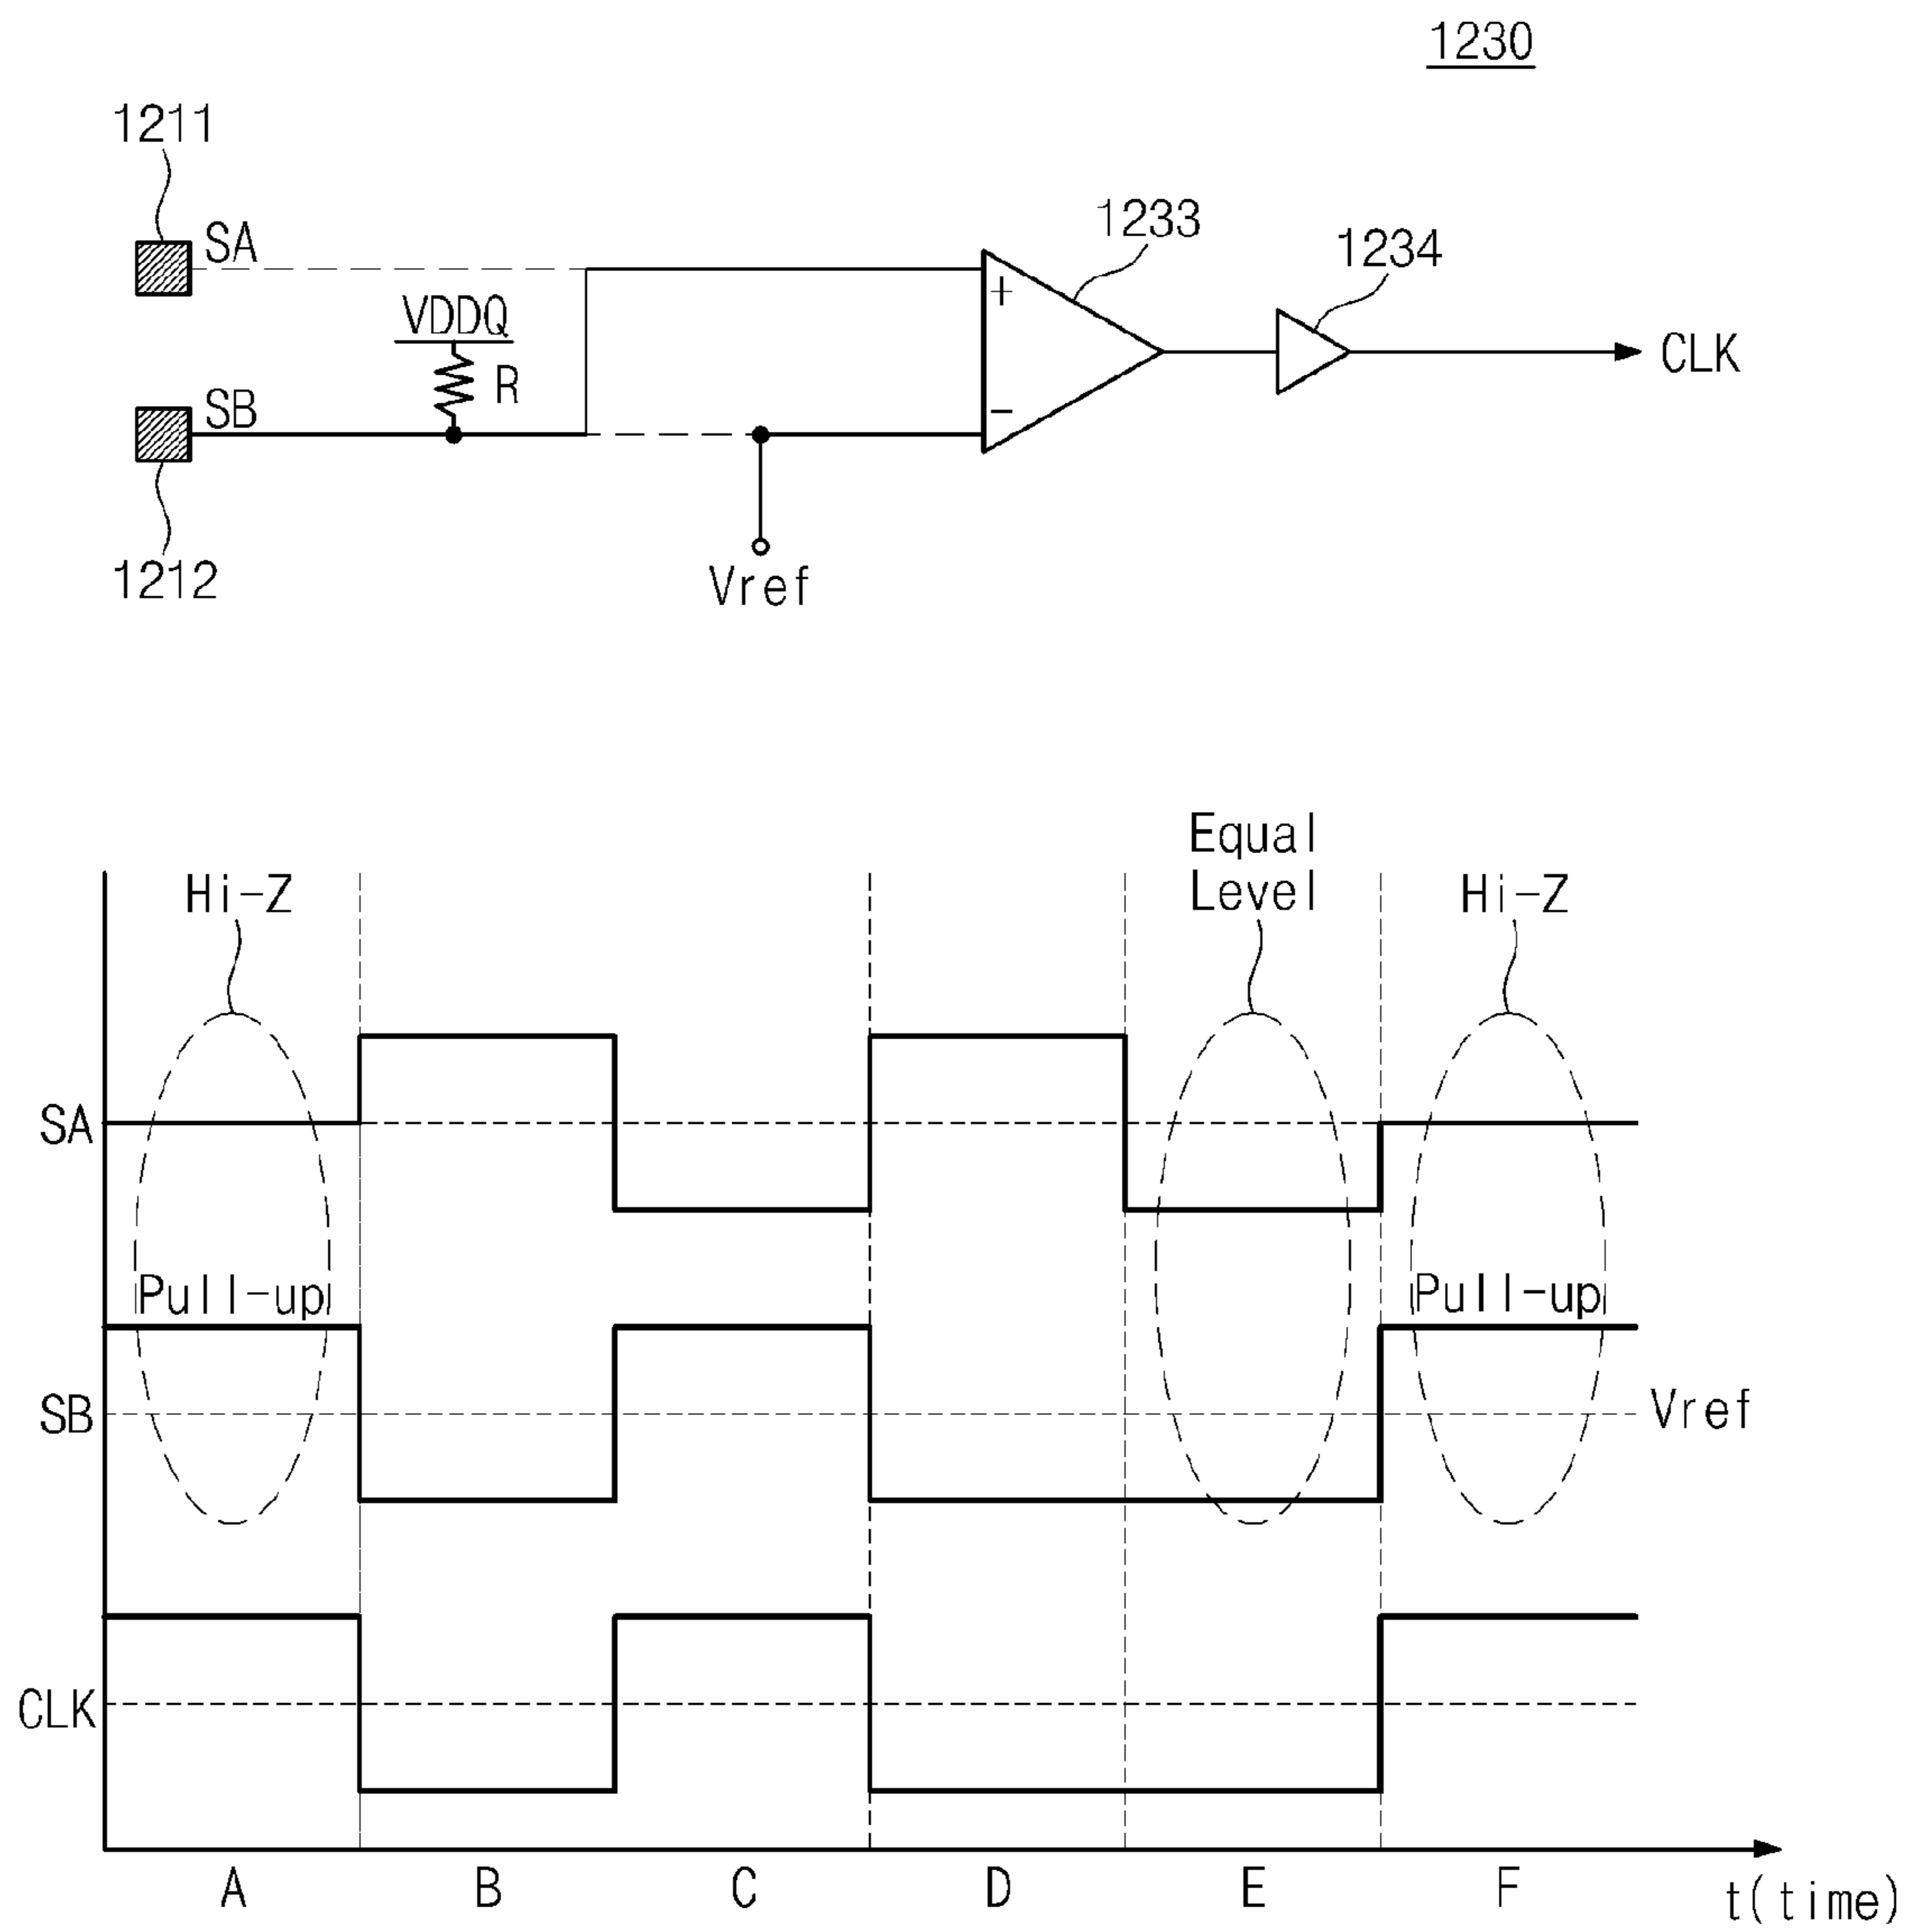 1230
1211
SA
1233
1234
VDDQ
+
R
CLK
SB
−
1212
Vref
Equal
Level
Hi-Z
Hi-Z
SA
Pull-up
Pull-up
SB
Vref
CLK
A B C D E F
t(time)